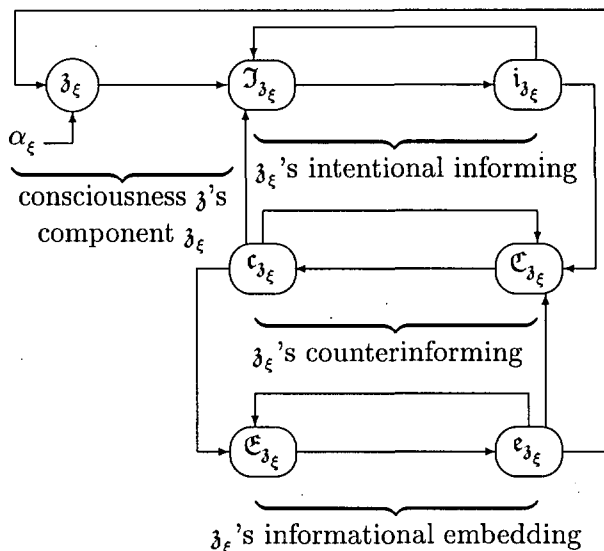 𝔷_ξ ℑ_𝔷_ξ 𝔦_𝔷_ξ
α_ξ
𝔷_ξ's intentional informing
consciousness 𝔷's
component 𝔷_ξ
𝔠_𝔷_ξ ℭ_𝔷_ξ
𝔷_ξ's counterinforming
𝔈_𝔷_ξ 𝔢_𝔷_ξ
𝔷_ξ's informational embedding